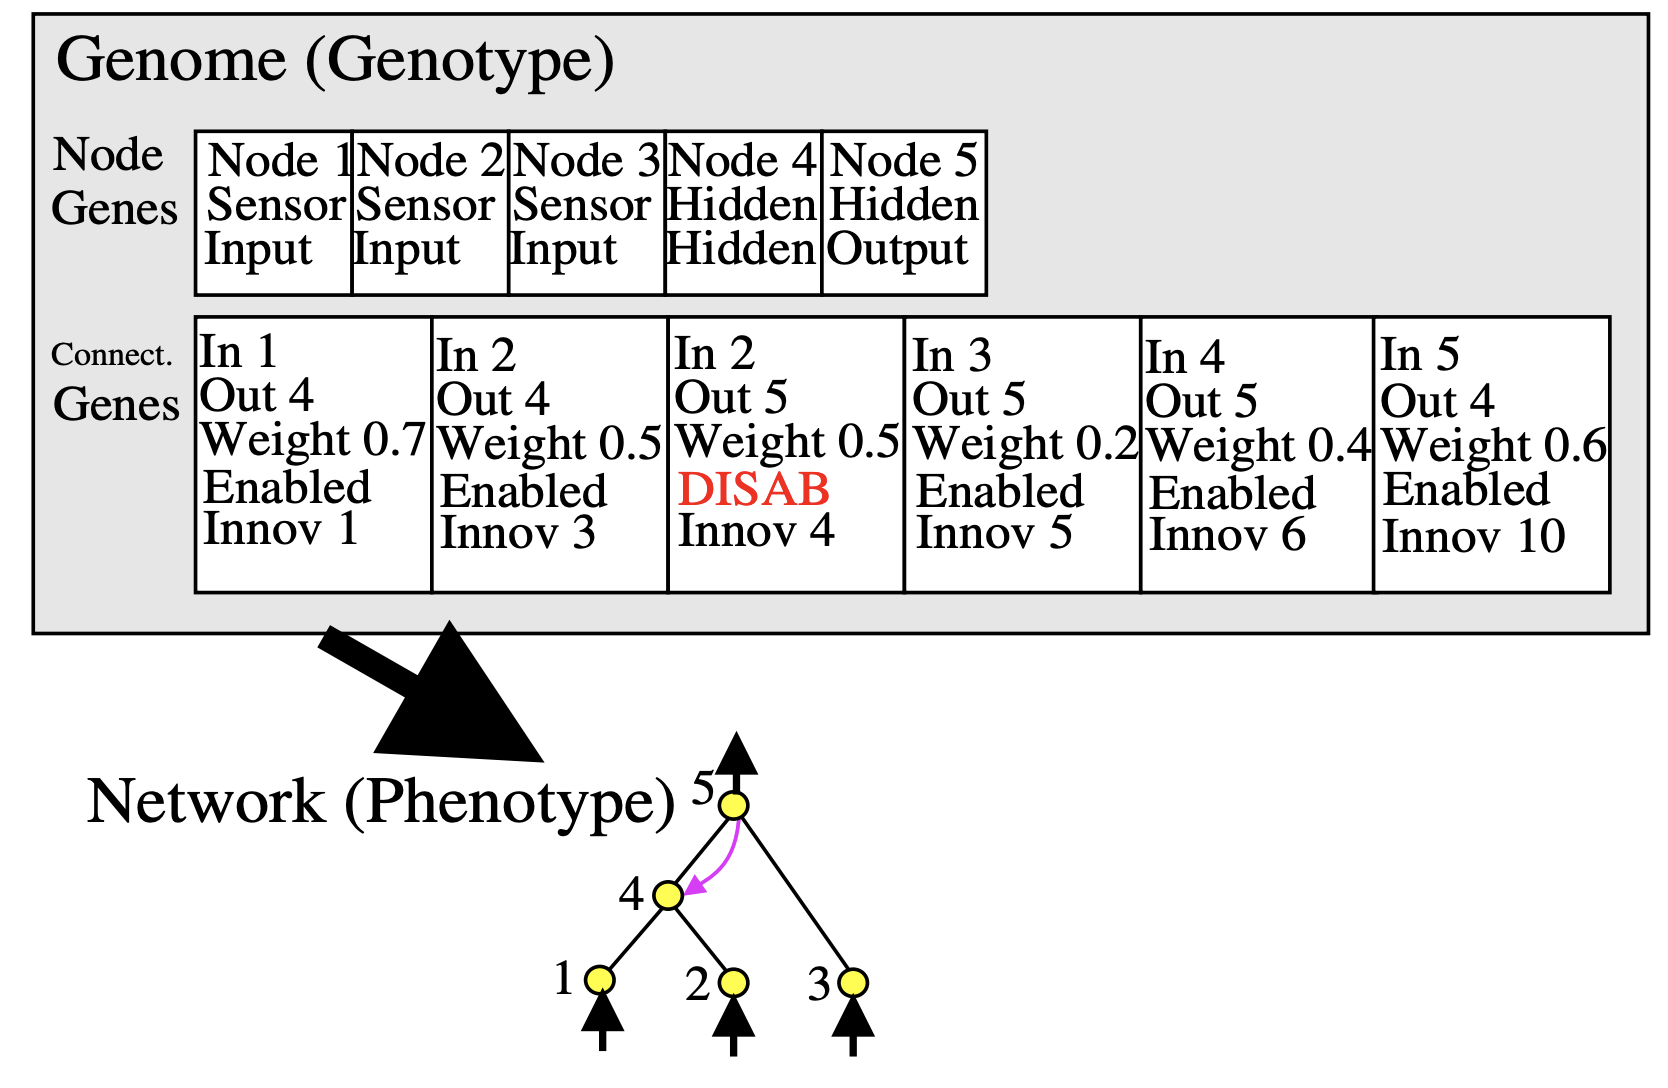 Genome (Genotype)
Node Genes
Node 1
Sensor
Input
Node 2
Sensor
Input
Node 3
Sensor
Input
Node 4
Hidden
Hidden
Node 5
Hidden
Output
Connect.
Genes
In 1
Out 4
Weight 0.7
Enabled
Innov 1
In 2
Out 4
Weight 0.5
Enabled
Innov 3
In 2
Out 5
Weight 0.5
DISAB
Innov 4
In 3
Out 5
Weight 0.2
Enabled
Innov 5
In 4
Out 5
Weight 0.4
Enabled
Innov 6
In 5
Out 4
Weight 0.6
Enabled
Innov 10
Network (Phenotype)
5
4
1
2
3